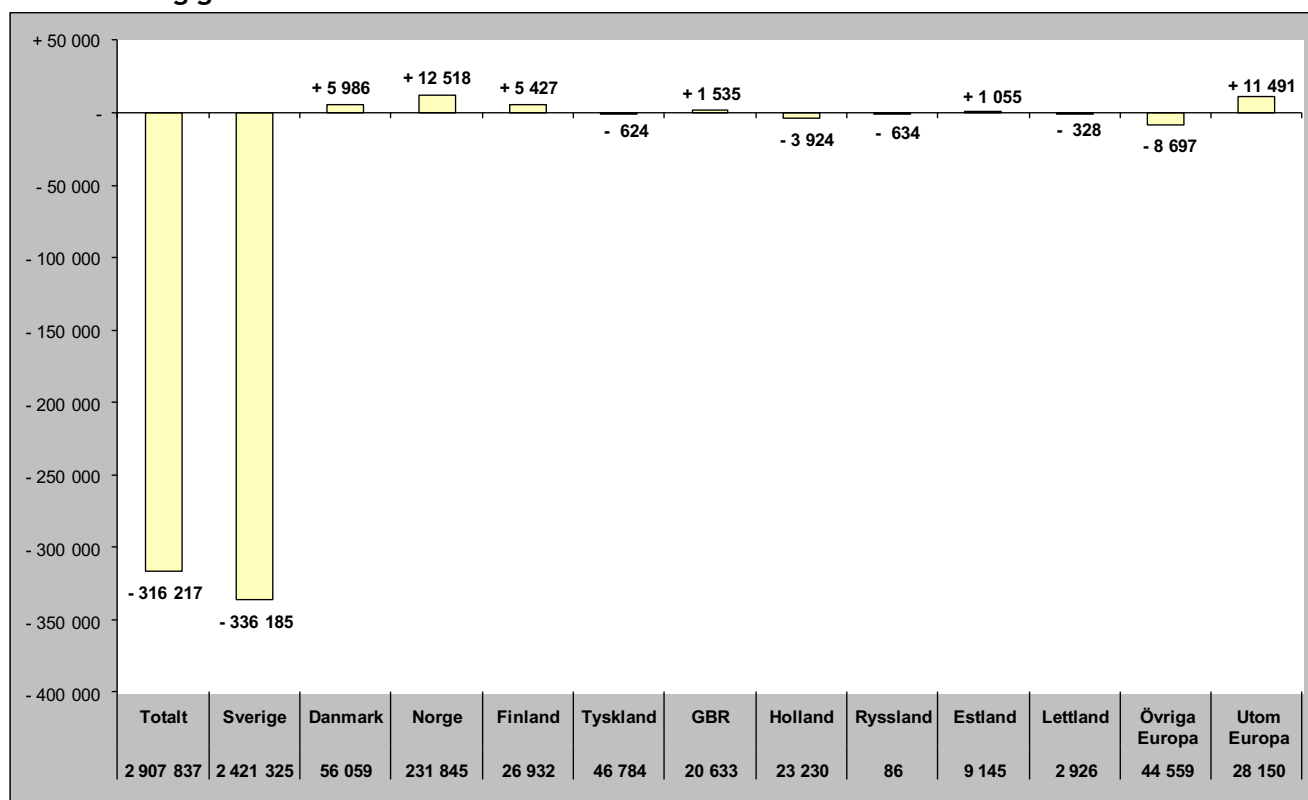 + 50 000
-
- 50 000
- 100 000
- 150 000
- 200 000
- 250 000
- 300 000
- 350 000
- 400 000
- 316 217
- 336 185
+ 5 986
+ 12 518
+ 5 427
- 624
+ 1 535
- 3 924
- 634
+ 1 055
- 328
- 8 697
+ 11 491
Totalt Sverige Danmark Norge Finland Tyskland GBR Holland Ryssland Estland Lettland Övriga Europa Utom Europa
2 907 837 2 421 325 56 059 231 845 26 932 46 784 20 633 23 230 86 9 145 2 926 44 559 28 150